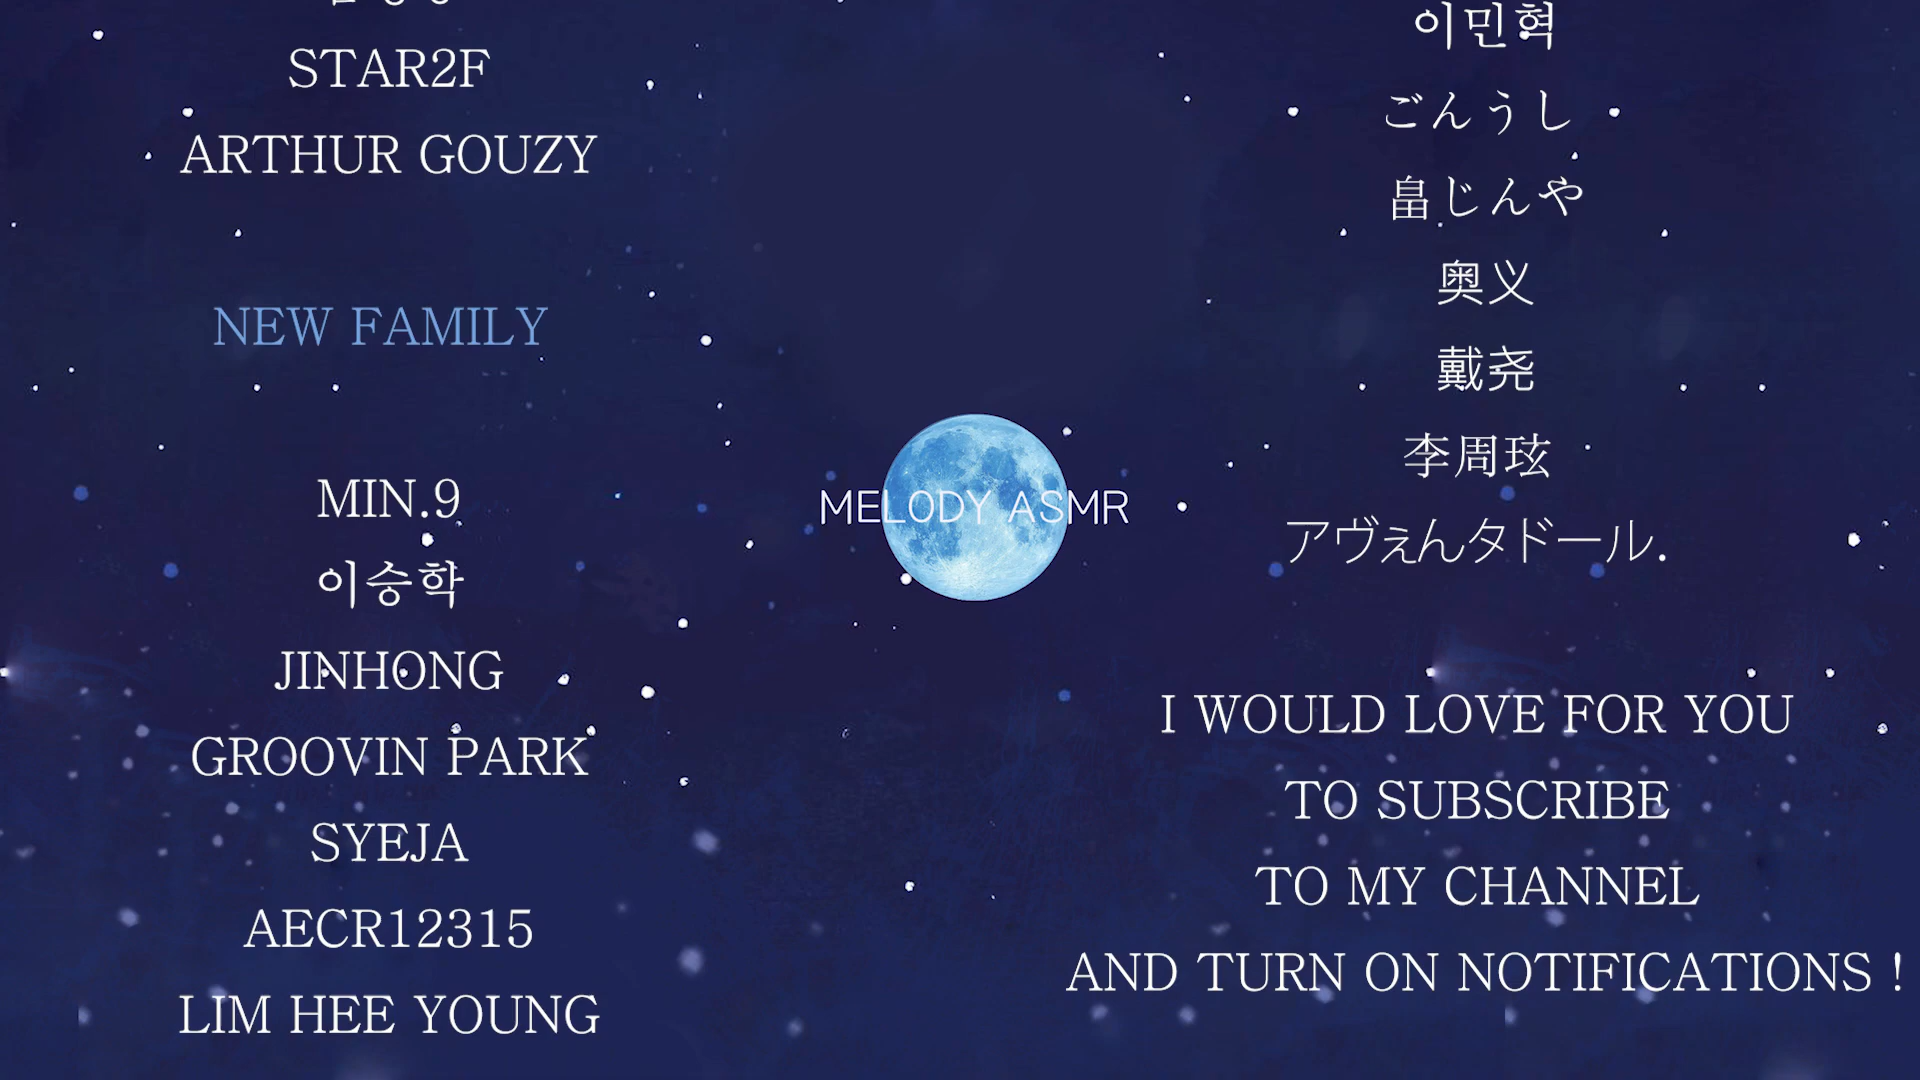 STAR2F
ARTHUR GOUZY
NEW FAMILY
MIN.9
이승학
JINHONG
GROOVIN PARK
SYEJA
AECR12315
LIM HEE YOUNG
MELODY ASMR
이민혁
ごんうし
畠じんや
奥义
戴尧
李周玹
アヴぇんタドール.
I WOULD LOVE FOR YOU
TO SUBSCRIBE
TO MY CHANNEL
AND TURN ON NOTIFICATIONS !